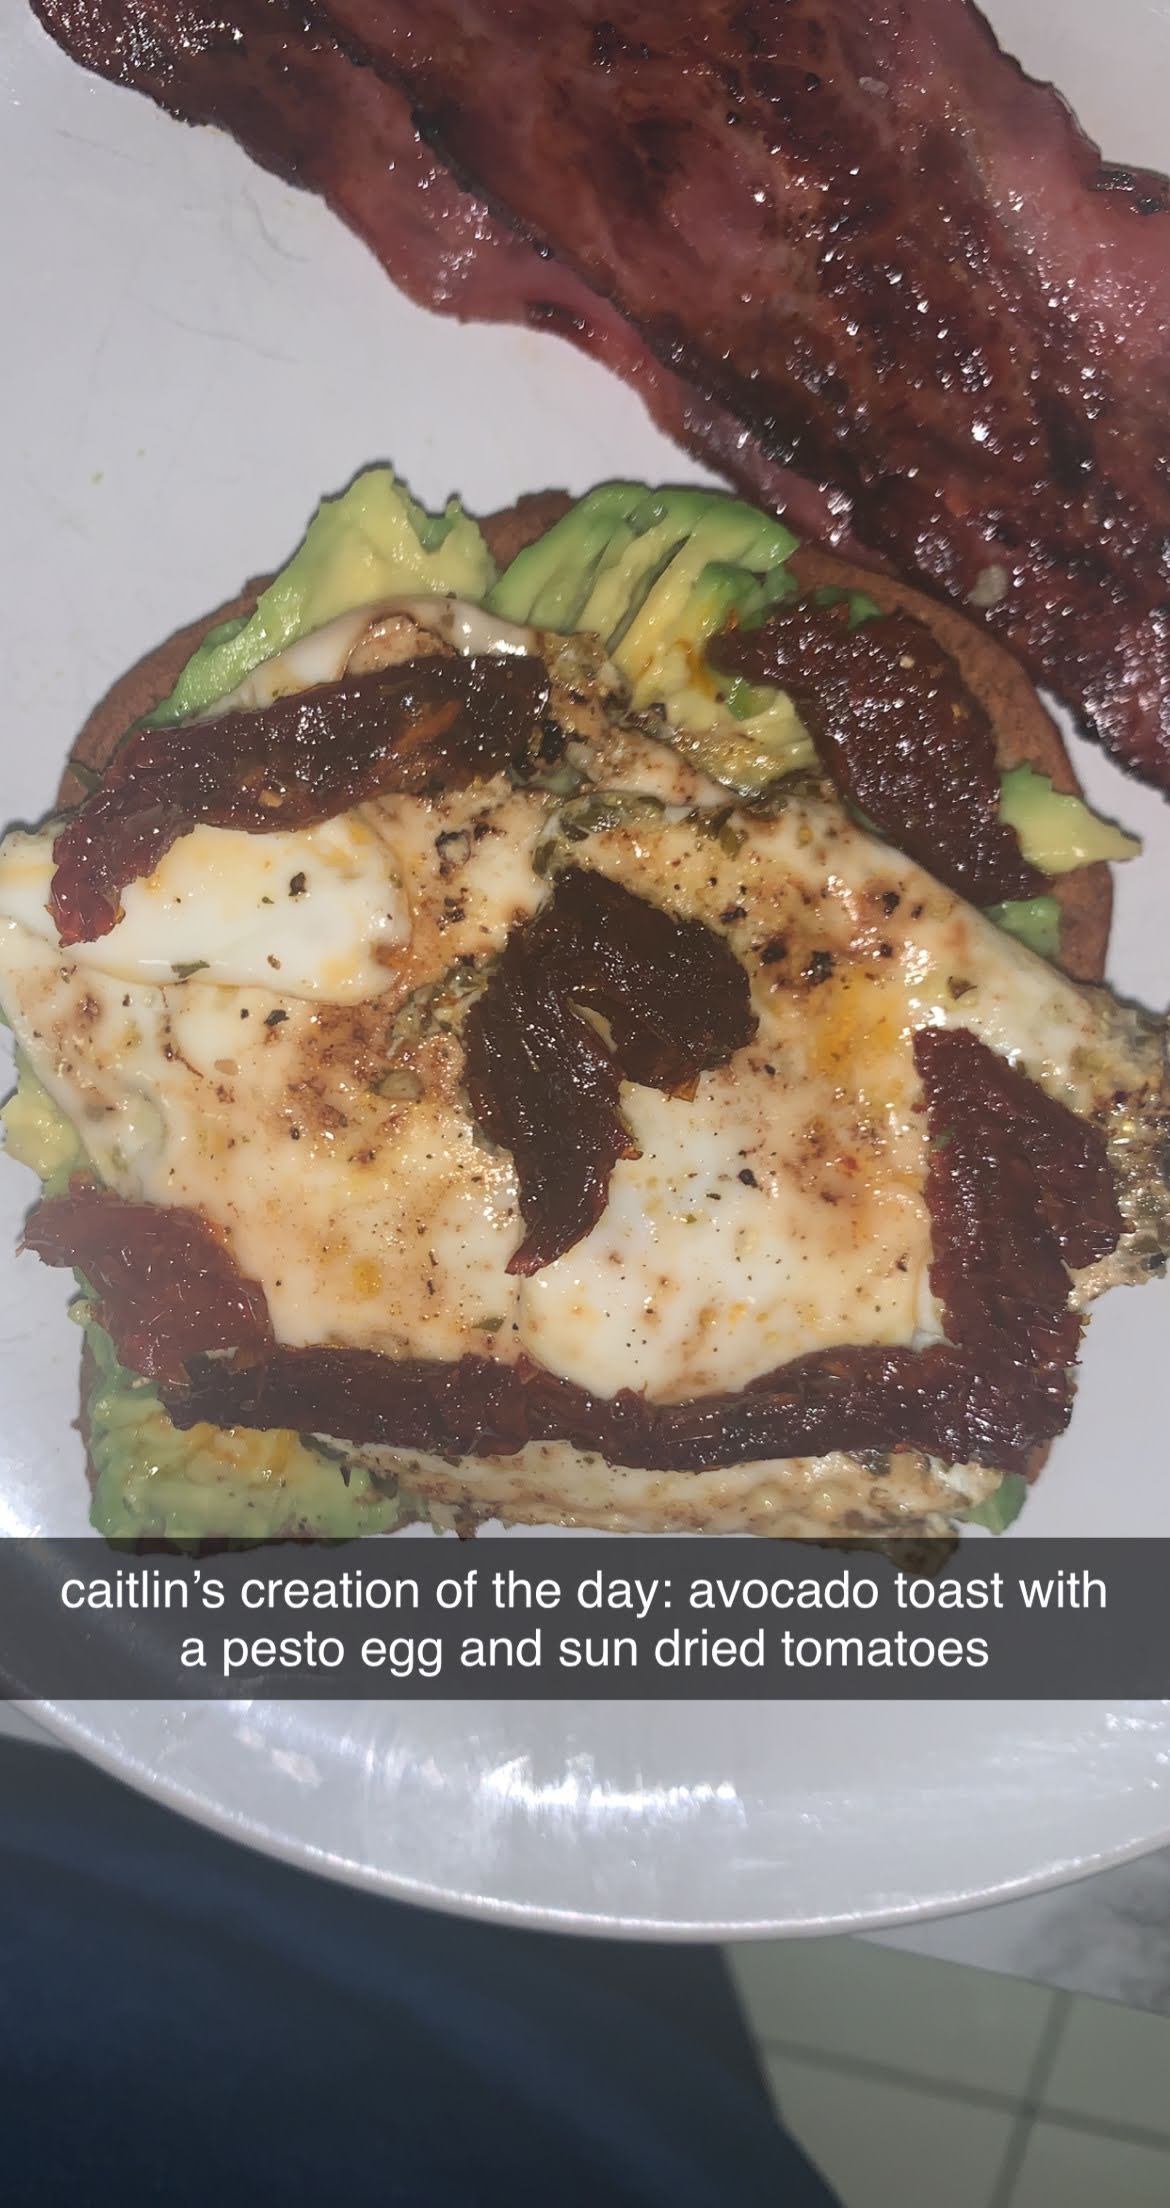 caitlin’s creation of the day: avocado toast with
a pesto egg and sun dried tomatoes